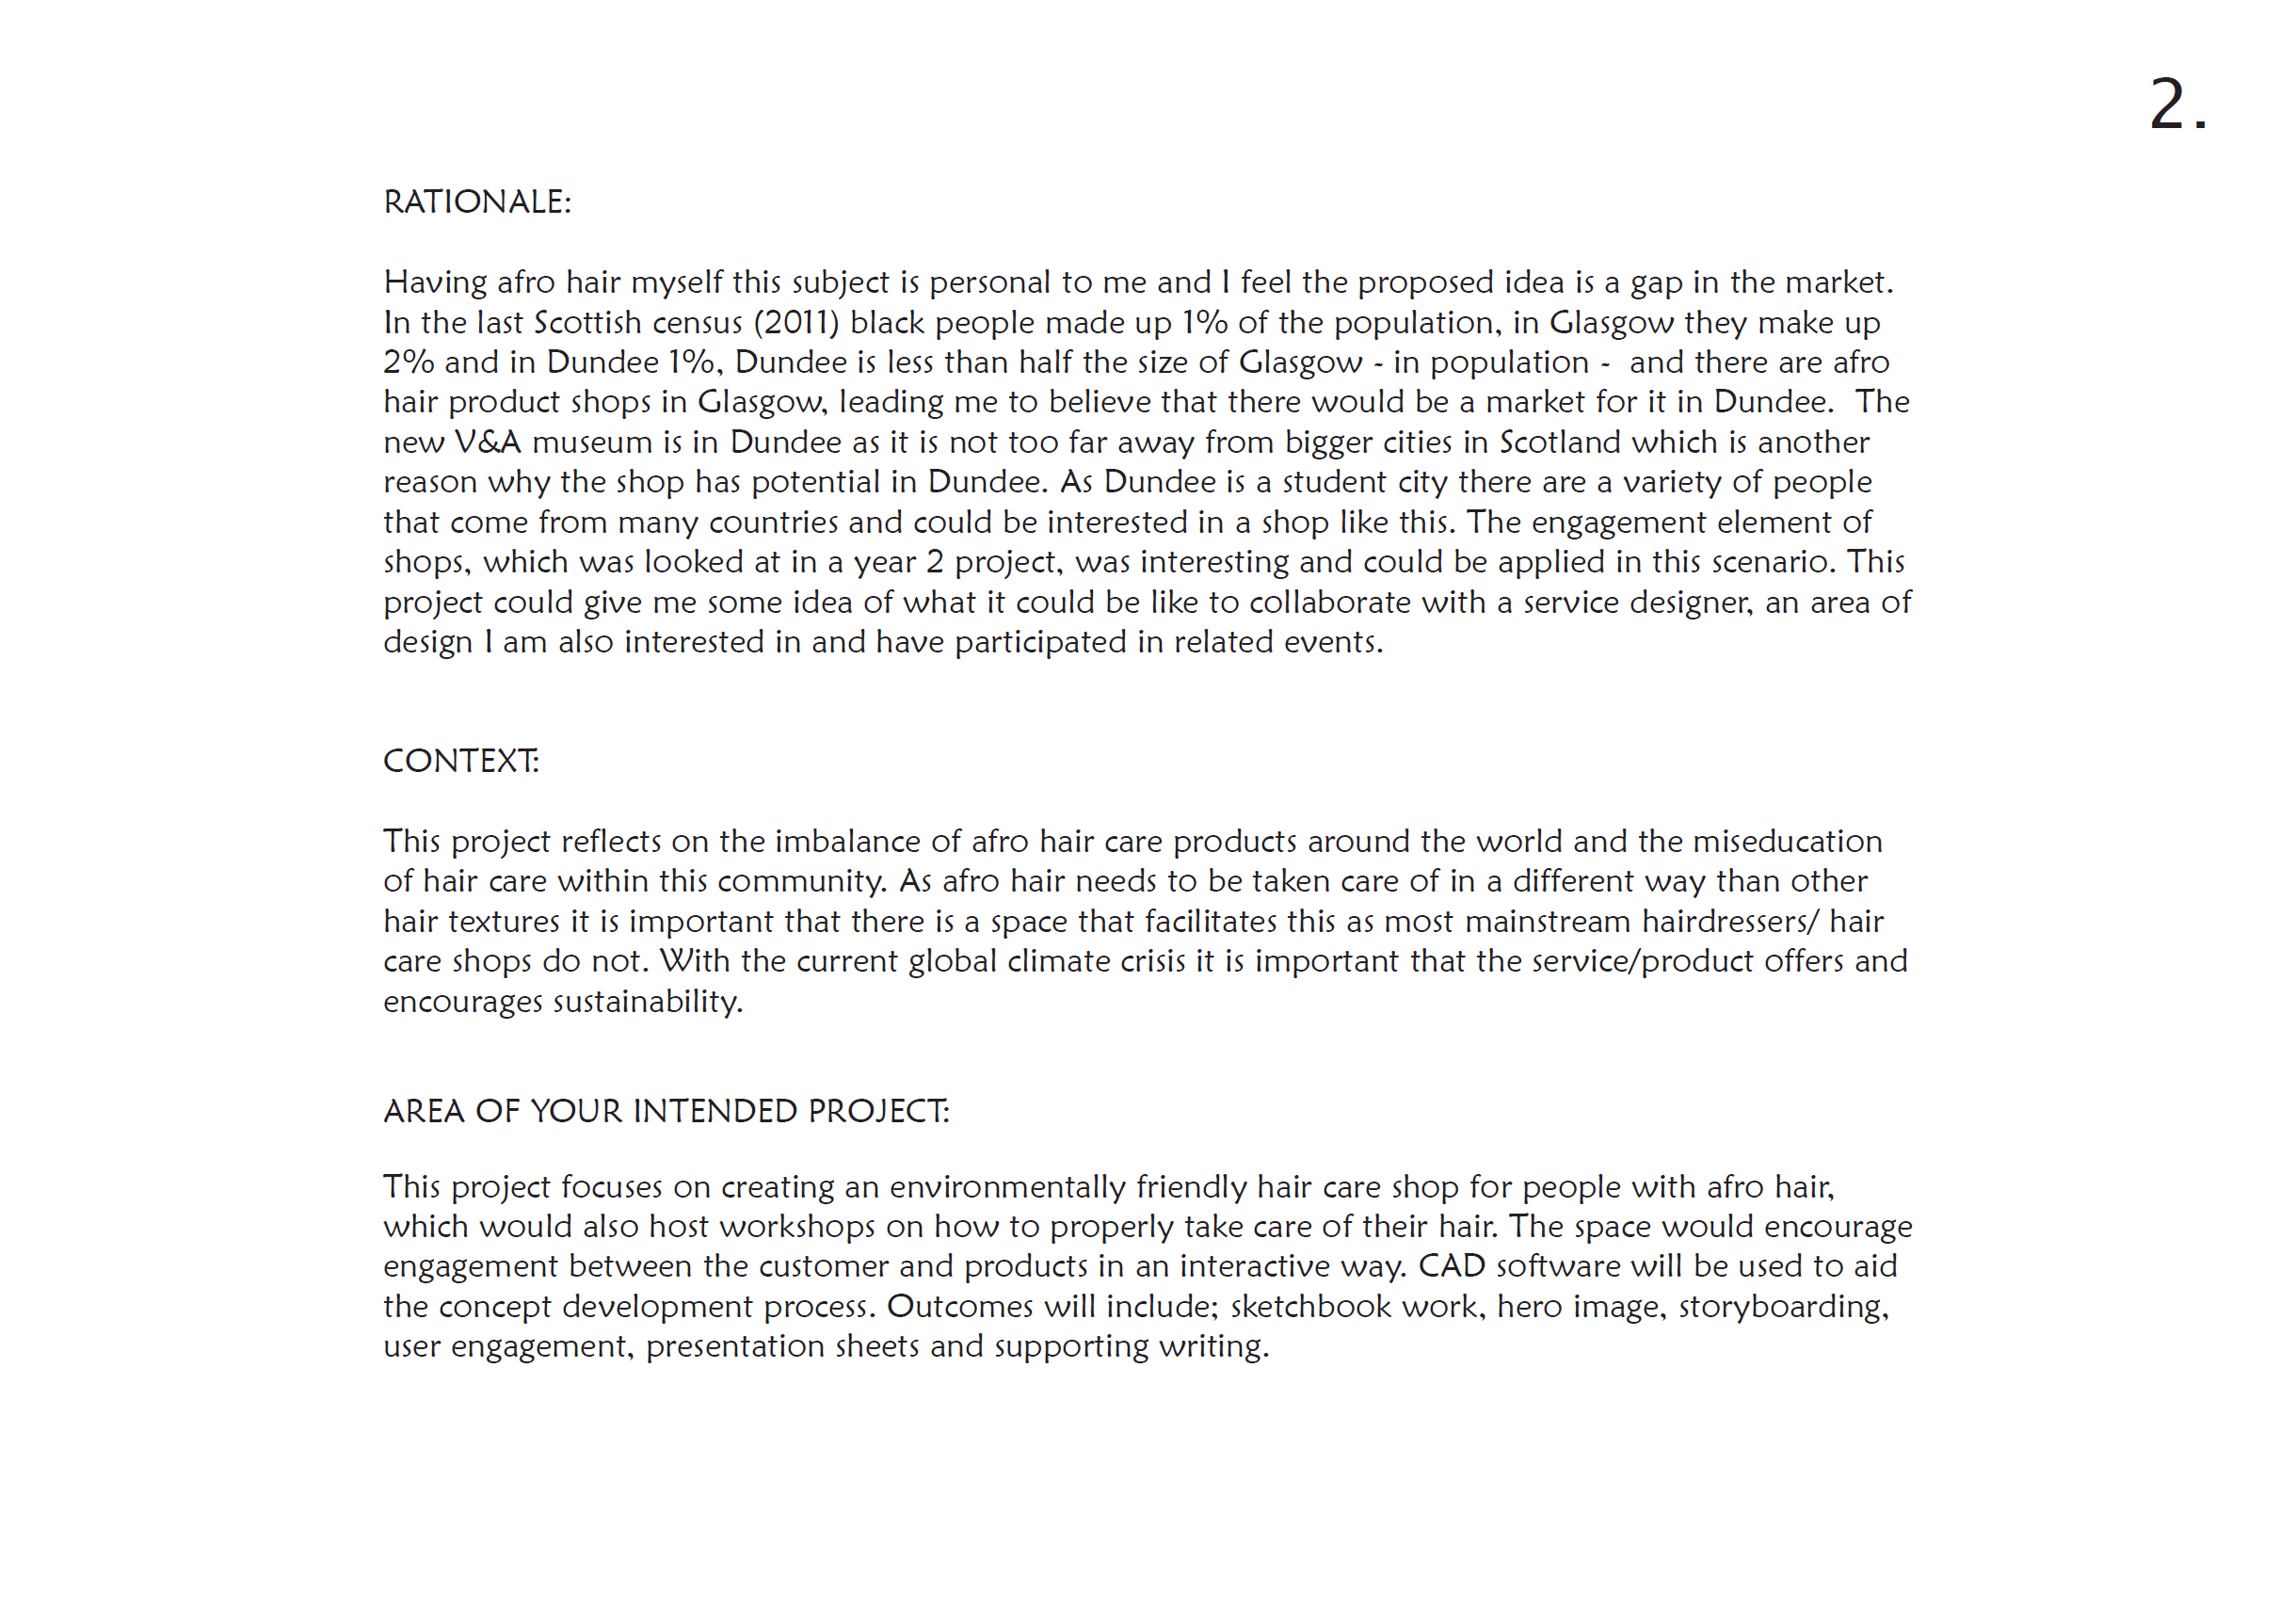 2.
RATIONALE:
Having afro hair myself this subject is personal to me and I feel the proposed idea is a gap in the market.
In the last Scottish census (2011) black people made up 1% of the population, in Glasgow they make up
2% and in Dundee 1%, Dundee is less than half the size of Glasgow - in population -  and there are afro
hair product shops in Glasgow, leading me to believe that there would be a market for it in Dundee.  The
new V&A museum is in Dundee as it is not too far away from bigger cities in Scotland which is another
reason why the shop has potential in Dundee. As Dundee is a student city there are a variety of people
that come from many countries and could be interested in a shop like this. The engagement element of
shops, which was looked at in a year 2 project, was interesting and could be applied in this scenario. This
project could give me some idea of what it could be like to collaborate with a service designer, an area of
design I am also interested in and have participated in related events.
CONTEXT:
This project reflects on the imbalance of afro hair care products around the world and the miseducation
of hair care within this community. As afro hair needs to be taken care of in a different way than other
hair textures it is important that there is a space that facilitates this as most mainstream hairdressers/ hair
care shops do not. With the current global climate crisis it is important that the service/product offers and
encourages sustainability.
AREA OF YOUR INTENDED PROJECT:
This project focuses on creating an environmentally friendly hair care shop for people with afro hair,
which would also host workshops on how to properly take care of their hair. The space would encourage
engagement between the customer and products in an interactive way. CAD software will be used to aid
the concept development process. Outcomes will include; sketchbook work, hero image, storyboarding,
user engagement, presentation sheets and supporting writing.